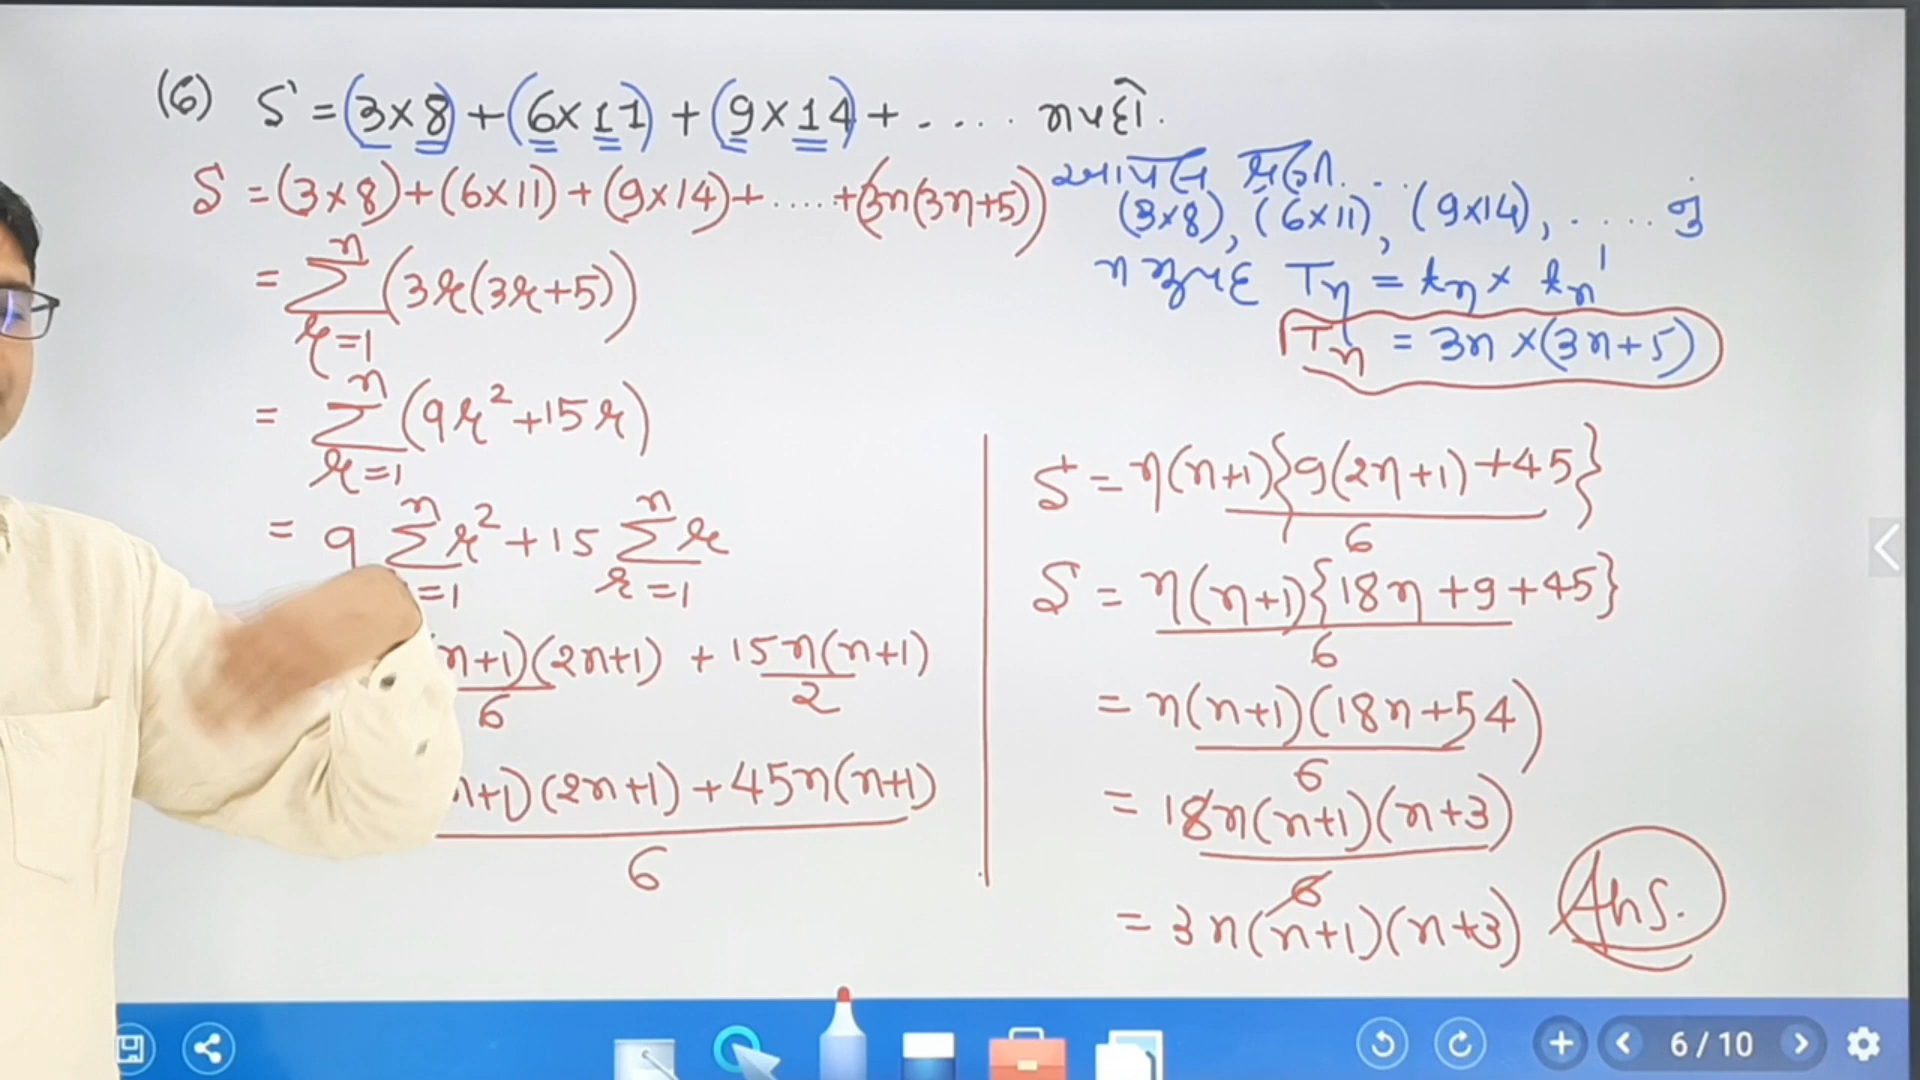 (6) S = (3×8) + (6×11) + (9×14) + .... n પદો.
S = (3×8)+(6×11)+(9×14)+.....+(3n(3n+5))
= n∑r=1 (3r(3r+5))
= n∑r=1 (9r²+15r)
= 9 n∑r=1 r² + 15 n∑r=1 r
n+1)(2n+1)/6 + 15n(n+1)/2
n+1)(2n+1)+45n(n+1)/6
આપેલ શ્રેણી....
(3×8), (6×11), (9×14), ..... નું
n મુંપદ Tn = tn × tn'
Tn = 3n×(3n+5)
S = n(n+1){9(2n+1)+45}/6
S = n(n+1){18n+9+45}/6
= n(n+1)(18n+54)/6
= 18n(n+1)(n+3)/6
= 3n(n+1)(n+3) Ans.
6/10